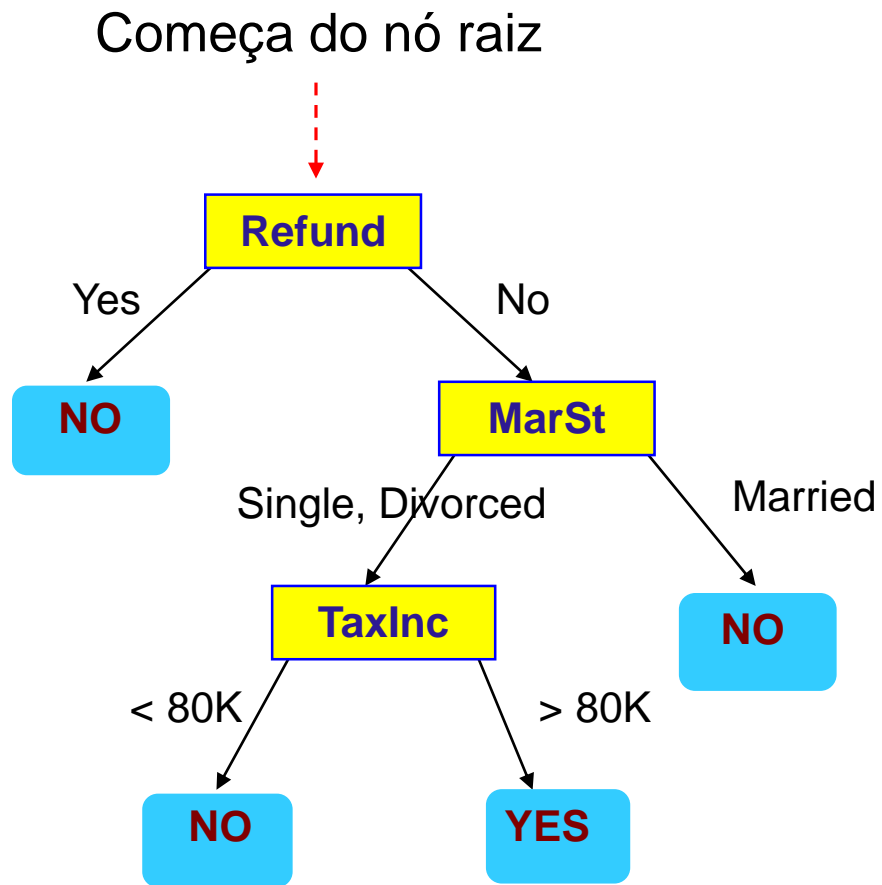 Começa do nó raiz
Refund
Yes
No
NO
MarSt
Single, Divorced
Married
TaxInc
NO
< 80K
> 80K
NO
YES